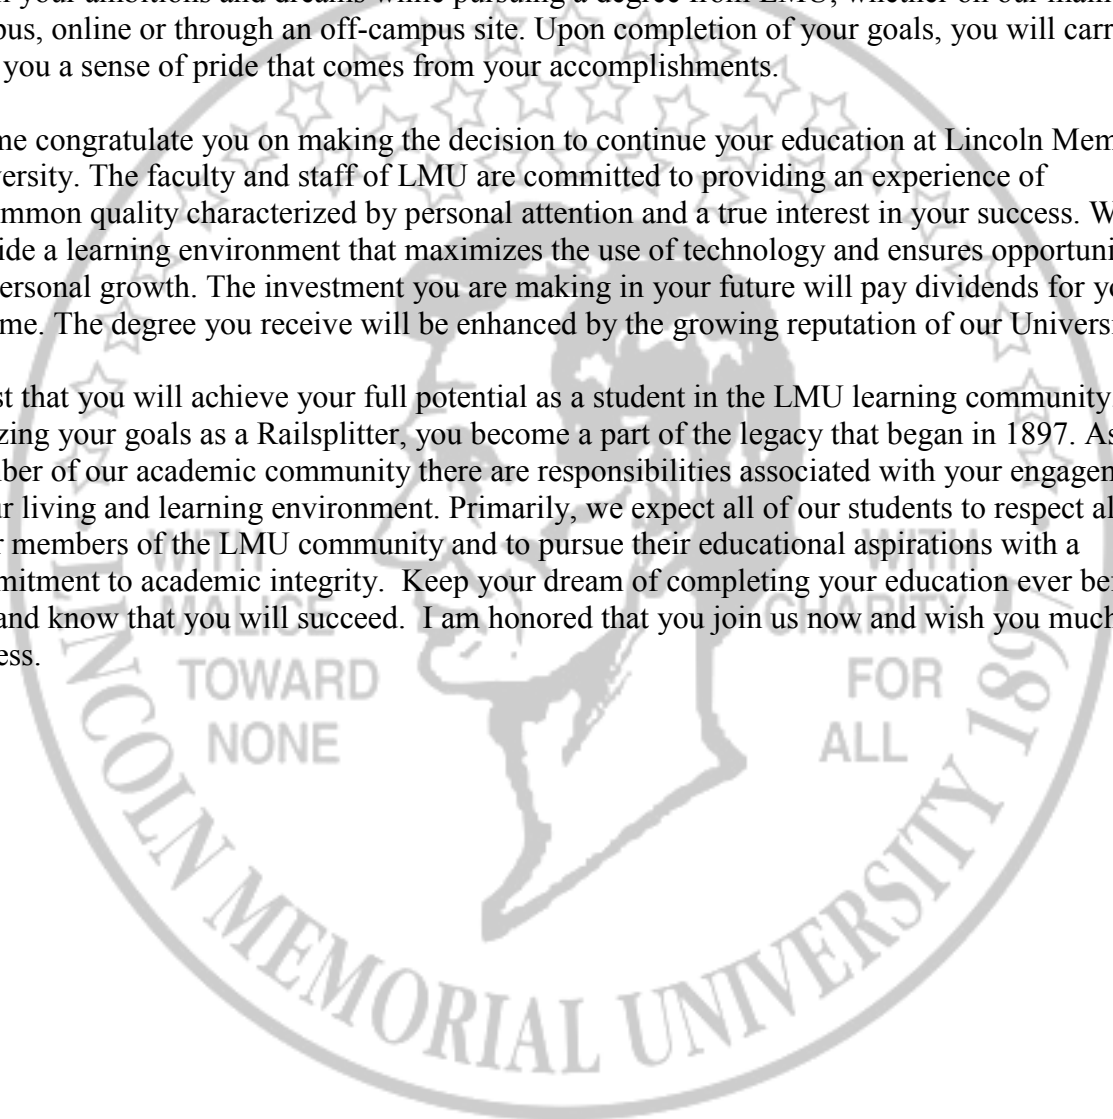 your ambitions and dreams while pursuing a degree from LMU, whether on our main
pus, online or through an off-campus site. Upon completion of your goals, you will carr
you a sense of pride that comes from your accomplishments.
me congratulate you on making the decision to continue your education at Lincoln Mem
versity. The faculty and staff of LMU are committed to providing an experience of
ommon quality characterized by personal attention and a true interest in your success. W
ide a learning environment that maximizes the use of technology and ensures opportuni
ersonal growth. The investment you are making in your future will pay dividends for yo
me. The degree you receive will be enhanced by the growing reputation of our Universi
st that you will achieve your full potential as a student in the LMU learning community.
zing your goals as a Railsplitter, you become a part of the legacy that began in 1897. As
ber of our academic community there are responsibilities associated with your engagem
ur living and learning environment. Primarily, we expect all of our students to respect al
r members of the LMU community and to pursue their educational aspirations with a
mitment to academic integrity. Keep your dream of completing your education ever bef
and know that you will succeed. I am honored that you join us now and wish you much
ess.
WITH
MALICE
TOWARD
NONE
WITH
CHARITY
FOR
ALL
LINCOLN MEMORIAL UNIVERSITY 1897